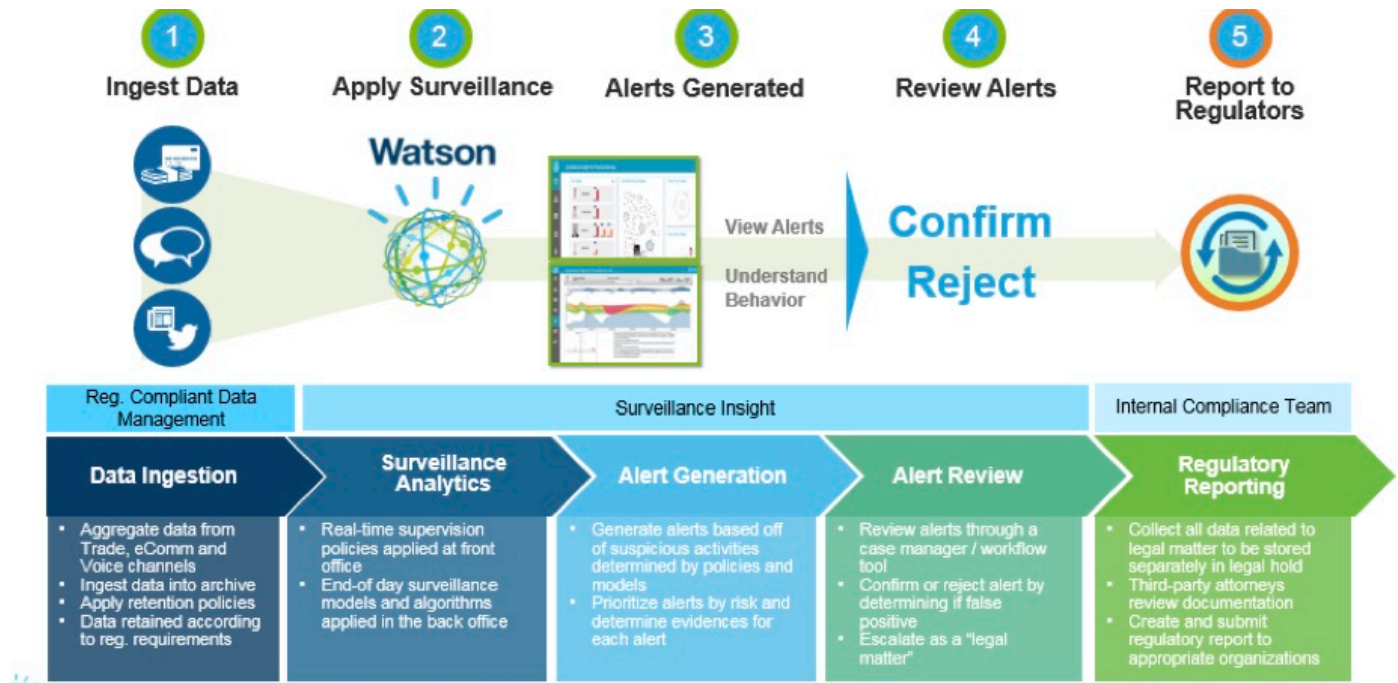 1
2
3
4
5
Ingest Data
Apply Surveillance
Alerts Generated
Review Alerts
Report to
Regulators
Watson
View Alerts
Understand
Behavior
Confirm
Reject
Reg. Compliant Data
Management
Surveillance Insight
Internal Compliance Team
Data Ingestion
Surveillance
Analytics
Alert Generation
Alert Review
Regulatory
Reporting
• Aggregate data from
Trade, eComm and
Voice channels
• Ingest data into archive
• Apply retention policies
• Data retained according
to reg. requirements
• Real-time supervision
policies applied at front
office
• End-of day surveillance
models and algorithms
applied in the back office
• Generate alerts based off
of suspicious activities
determined by policies and
models
• Prioritize alerts by risk and
determine evidences for
each alert
• Review alerts through a
case manager / workflow
tool
• Confirm or reject alert by
determining if false
positive
• Escalate as a “legal
matter”
• Collect all data related to
legal matter to be stored
separately in legal hold
• Third-party attorneys
review documentation
• Create and submit
regulatory report to
appropriate organizations